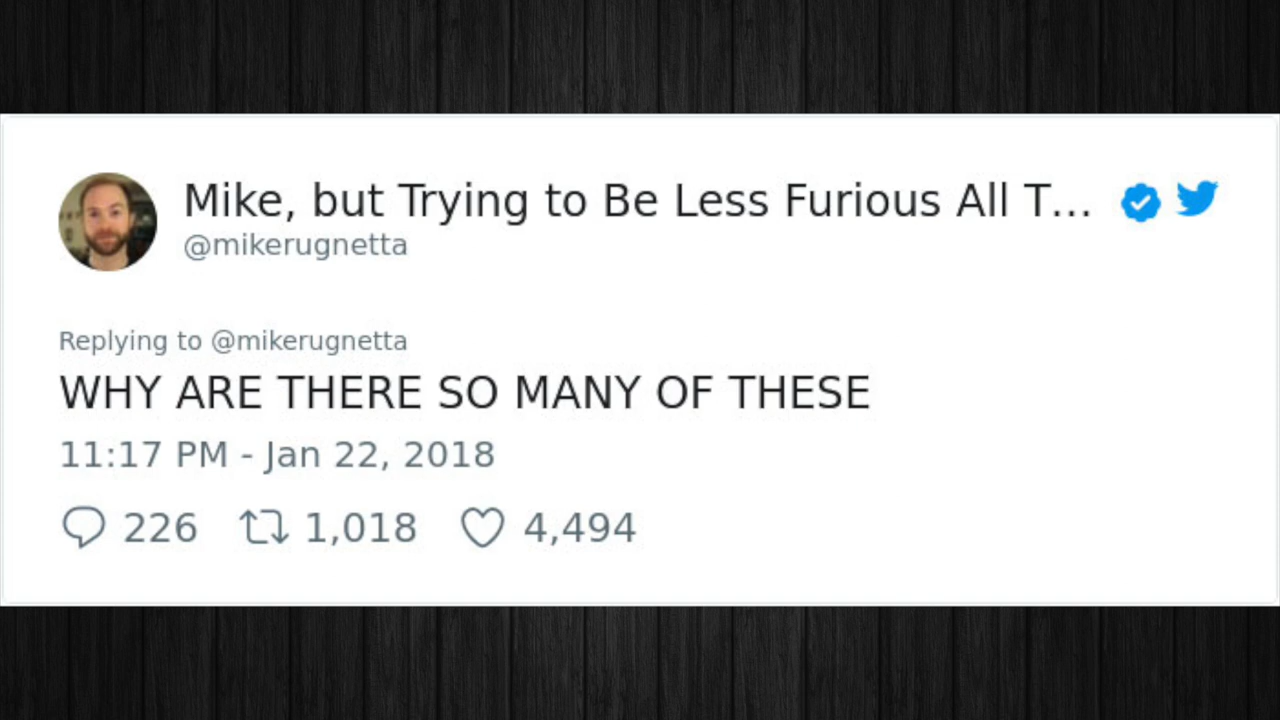 Mike, but Trying to Be Less Furious All T...
@mikerugnetta
Replying to @mikerugnetta
WHY ARE THERE SO MANY OF THESE
11:17 PM - Jan 22, 2018
226 1,018 4,494